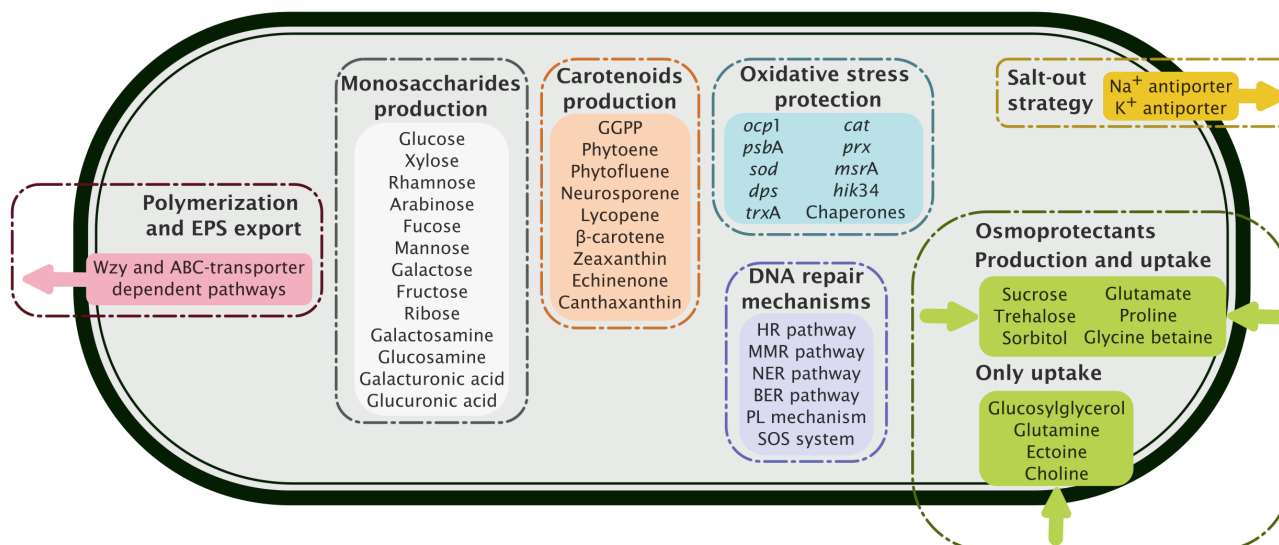 Polymerization
and EPS export
Wzy and ABC-transporter
dependent pathways
Monosaccharides
production
Glucose
Xylose
Rhamnose
Arabinose
Fucose
Mannose
Galactose
Fructose
Ribose
Galactosamine
Glucosamine
Galacturonic acid
Glucuronic acid
Carotenoids
production
GGPP
Phytoene
Phytofluene
Neurosporene
Lycopene
β-carotene
Zeaxanthin
Echinenone
Canthaxanthin
Oxidative stress
protection
ocp1 cat
psbA prx
sod msrA
dps hik34
trxA Chaperones
DNA repair
mechanisms
HR pathway
MMR pathway
NER pathway
BER pathway
PL mechanism
SOS system
Salt-out
strategy
Na⁺ antiporter
K⁺ antiporter
Osmoprotectants
Production and uptake
Sucrose Glutamate
Trehalose Proline
Sorbitol Glycine betaine
Only uptake
Glucosylglycerol
Glutamine
Ectoine
Choline